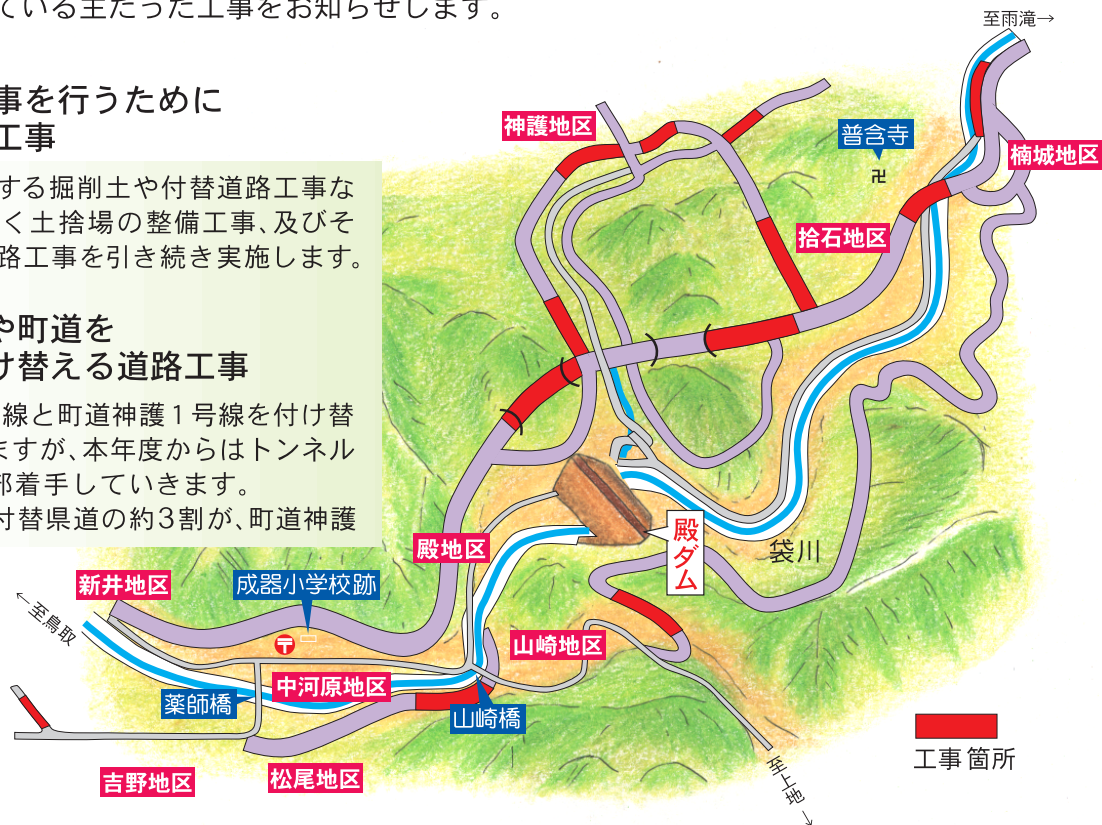 ている主たった工事をお知らせします。
事を行うために
工事
する掘削土や付替道路工事な
く土捨場の整備工事、及びそ
路工事を引き続き実施します。
や町道を
け替える道路工事
線と町道神護1号線を付け替
ますが、本年度からはトンネル
部着手していきます。
付替県道の約3割が、町道神護
至雨滝→
神護地区
普含寺
卍
楠城地区
拾石地区
殿地区
殿ダム
袋川
新井地区
成器小学校跡
←至鳥取
〒
山崎地区
中河原地区
薬師橋
山崎橋
工事箇所
吉野地区
松尾地区
至上地→